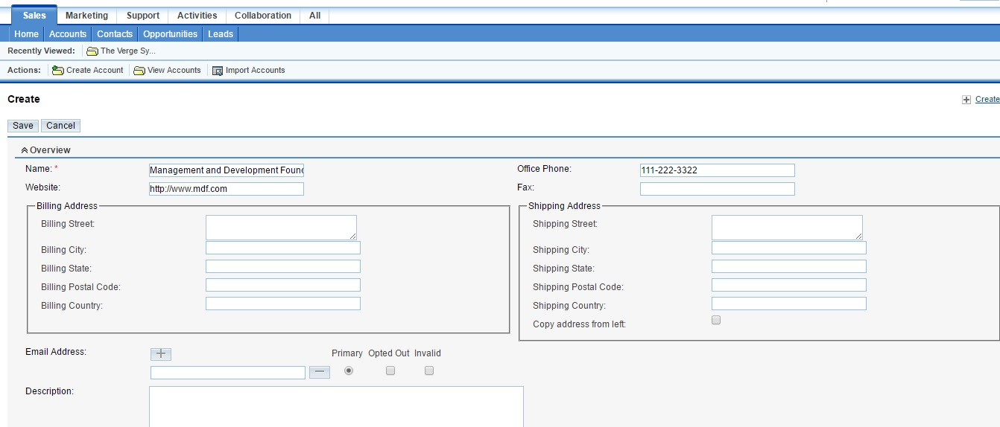 Sales Marketing Support Activities Collaboration All
Home Accounts Contacts Opportunities Leads
Recently Viewed: The Verge Sy...
Actions: Create Account View Accounts Import Accounts
Create
Create
Save Cancel
Overview
Name: * Management and Development Found Office Phone: 111-222-3322
Website: http://www.mdf.com Fax:
Billing Address Shipping Address
Billing Street: Shipping Street:
Billing City: Shipping City:
Billing State: Shipping State:
Billing Postal Code: Shipping Postal Code:
Billing Country: Shipping Country:
Copy address from left:
Email Address: Primary Opted Out Invalid
Description: